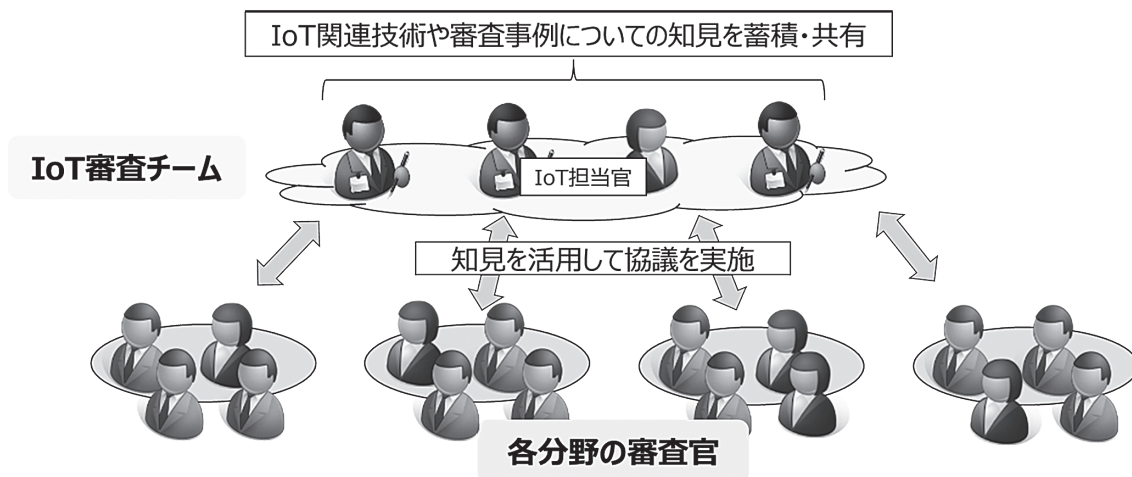 IoT関連技術や審査事例についての知見を蓄積・共有
IoT審査チーム
IoT担当官
知見を活用して協議を実施
各分野の審査官